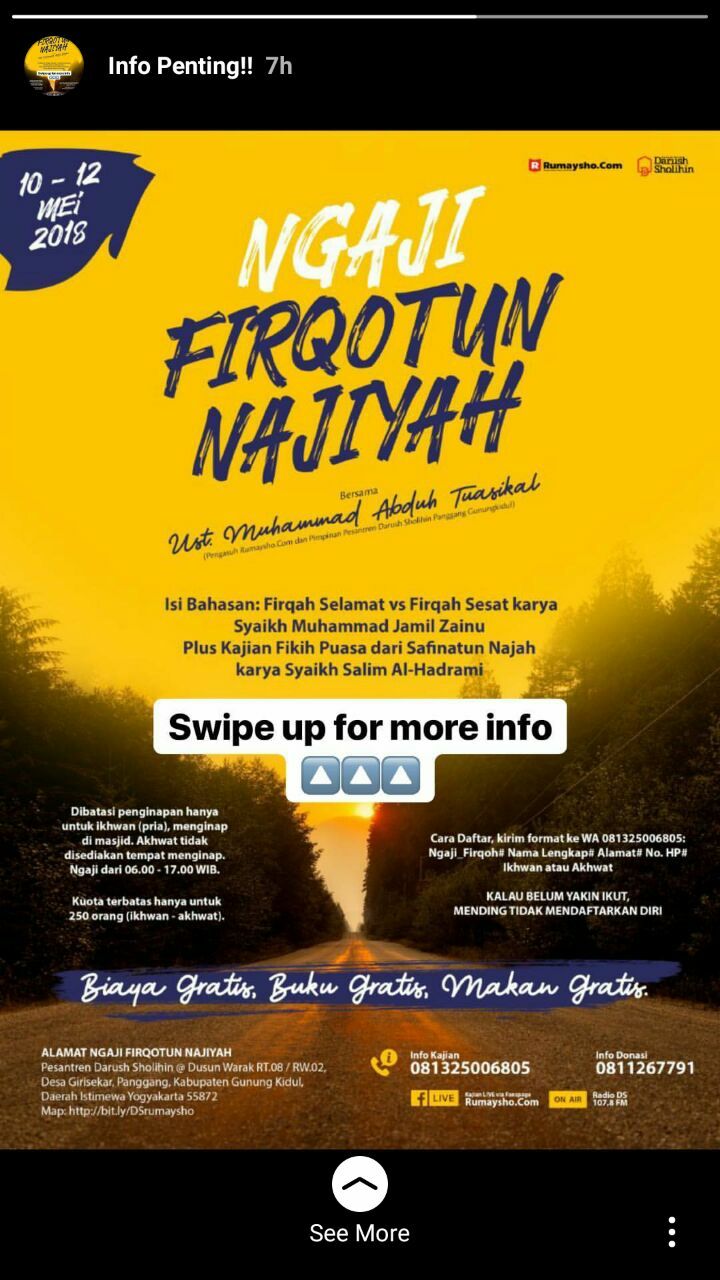 Info Penting!! 7h
10 - 12
MEI
2018
Rumaysho.Com
Darush
Sholihin
NGAJI
FIRQOTUN
NAJIYAH
Bersama
Ust. Muhammad Abduh Tuasikal
(Pengasuh Rumaysho.Com dan Pimpinan Pesantren Darush Sholihin Panggang Gunungkidul)
Isi Bahasan: Firqah Selamat vs Firqah Sesat karya
Syaikh Muhammad Jamil Zainu
Plus Kajian Fikih Puasa dari Safinatun Najah
karya Syaikh Salim Al-Hadrami
Swipe up for more info
🔼🔼🔼
Dibatasi penginapan hanya
untuk ikhwan (pria), menginap
di masjid. Akhwat tidak
disediakan tempat menginap.
Ngaji dari 06.00 - 17.00 WIB.
Kuota terbatas hanya untuk
250 orang (ikhwan - akhwat).
Cara Daftar, kirim format ke WA 081325006805:
Ngaji_Firqoh# Nama Lengkap# Alamat# No. HP#
Ikhwan atau Akhwat
KALAU BELUM YAKIN IKUT,
MENDING TIDAK MENDAFTARKAN DIRI
Biaya Gratis, Buku Gratis, Makan Gratis.
ALAMAT NGAJI FIRQOTUN NAJIYAH
Pesantren Darush Sholihin @ Dusun Warak RT.08 / RW.02,
Desa Girisekar, Panggang, Kabupaten Gunung Kidul,
Daerah Istimewa Yogyakarta 55872
Map: http://bit.ly/DSrumaysho
Info Kajian
081325006805
Info Donasi
0811267791
f LIVE
Kajian LIVE via Fanspage
Rumaysho.Com
ON AIR
Radio DS
107.8 FM
See More